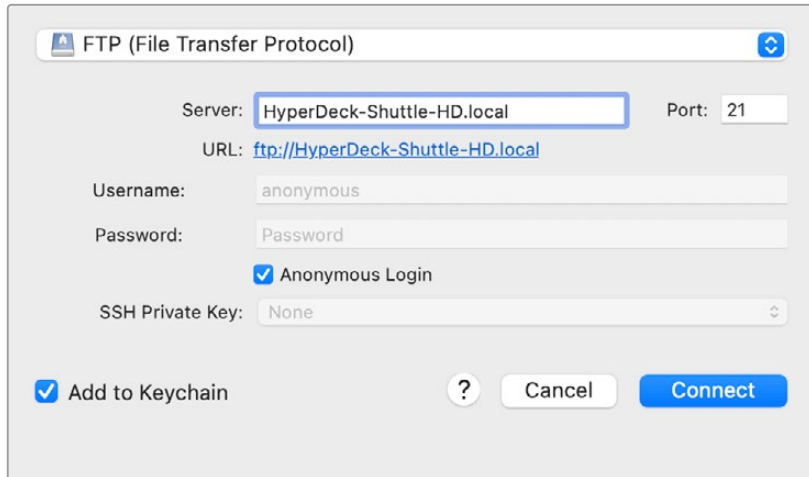 FTP (File Transfer Protocol)
Server: HyperDeck-Shuttle-HD.local Port: 21
URL: ftp://HyperDeck-Shuttle-HD.local
Username: anonymous
Password: Password
Anonymous Login
SSH Private Key: None
Add to Keychain ? Cancel Connect